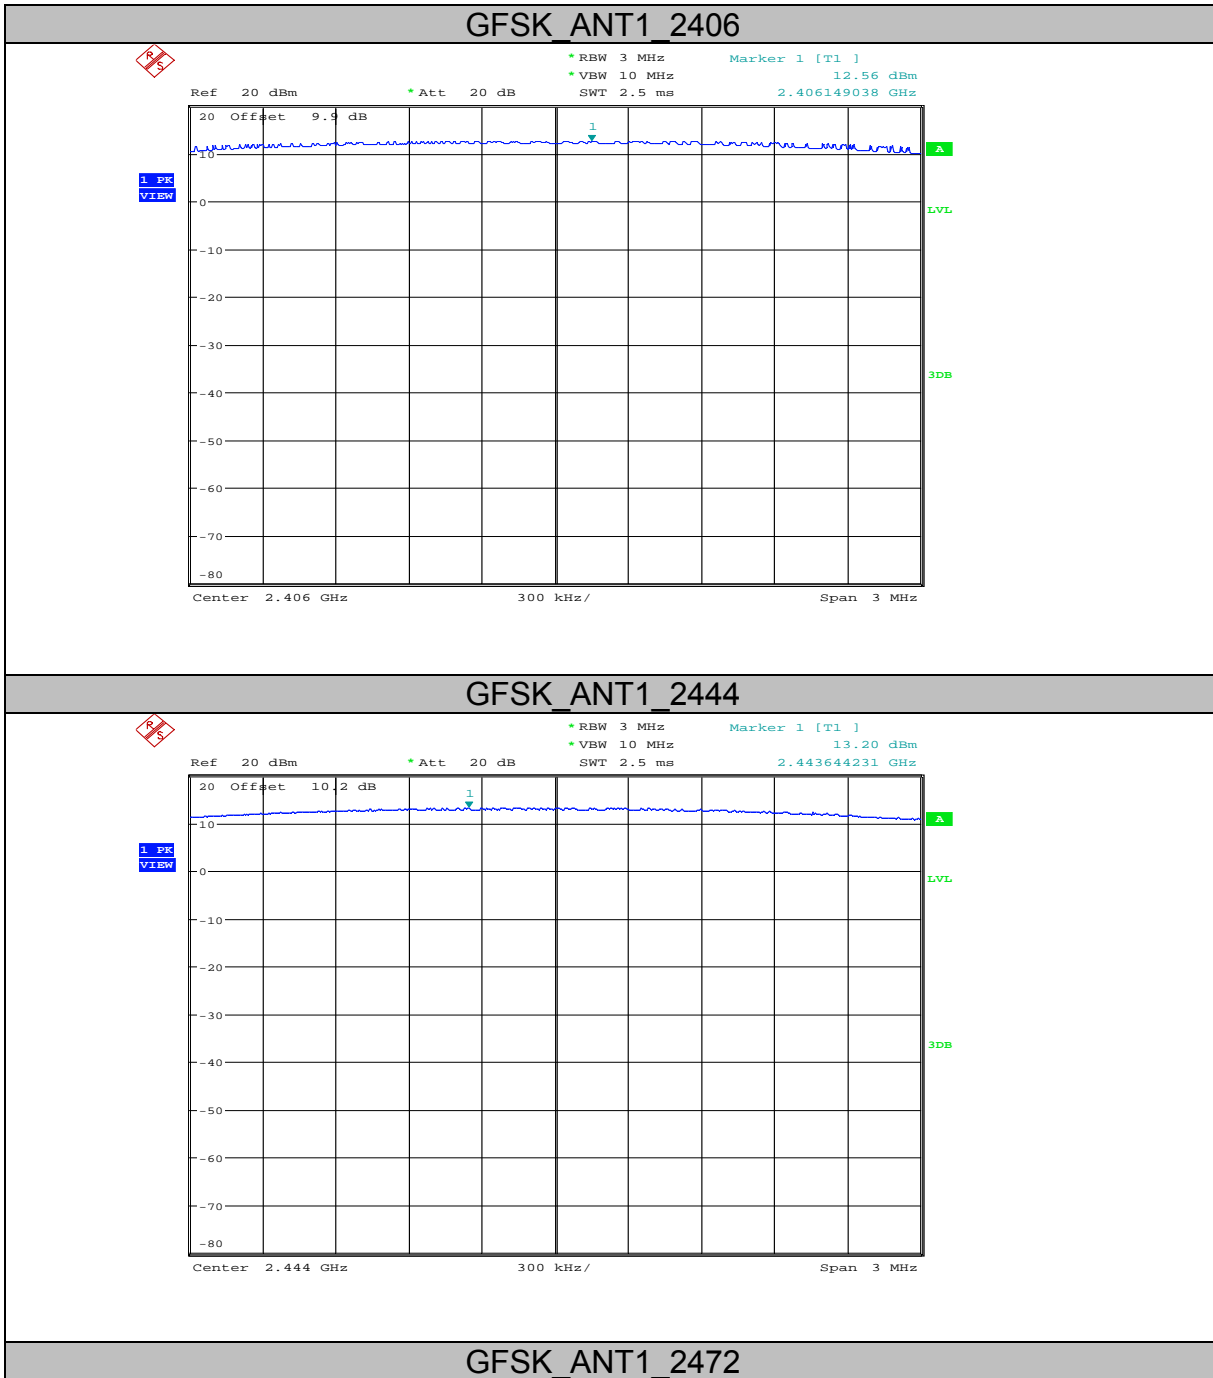 GFSK_ANT1_2406
R S
* RBW 3 MHz Marker 1 [T1 ]
* VBW 10 MHz 12.56 dBm
Ref 20 dBm * Att 20 dB SWT 2.5 ms 2.406149038 GHz
20 Offset 9.9 dB
1
10
A
1 PK
VIEW
0
LVL
-10
-20
-30
3DB
-40
-50
-60
-70
-80
Center 2.406 GHz 300 kHz/ Span 3 MHz
GFSK_ANT1_2444
R S
* RBW 3 MHz Marker 1 [T1 ]
* VBW 10 MHz 13.20 dBm
Ref 20 dBm * Att 20 dB SWT 2.5 ms 2.443644231 GHz
20 Offset 10.2 dB
1
10
A
1 PK
VIEW
0
LVL
-10
-20
-30
3DB
-40
-50
-60
-70
-80
Center 2.444 GHz 300 kHz/ Span 3 MHz
GFSK_ANT1_2472